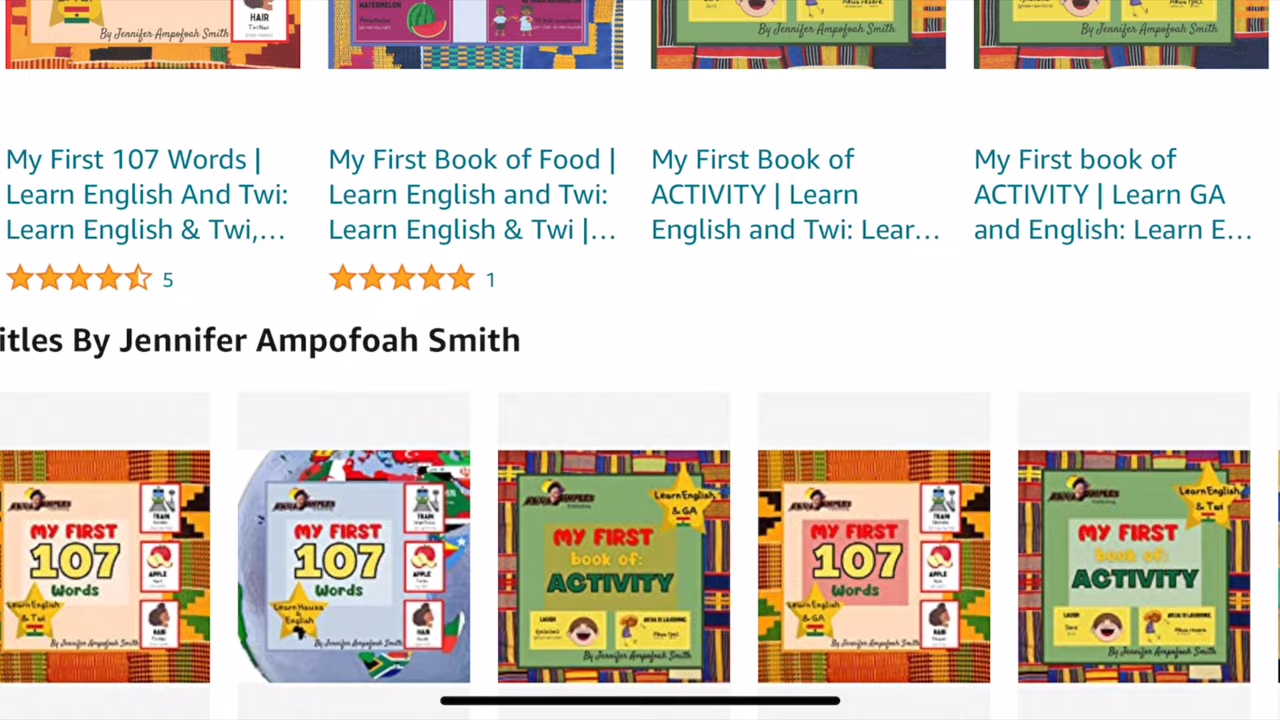 HAIR
By Jennifer Ampofoah Smith
WATERMELON
By Jennifer Ampofoah Smith
By Jennifer Ampofoah Smith
My First 107 Words |
Learn English And Twi:
Learn English & Twi,...
5
My First Book of Food |
Learn English and Twi:
Learn English & Twi |...
1
My First Book of
ACTIVITY | Learn
English and Twi: Lear...
My First book of
ACTIVITY | Learn GA
and English: Learn E...
itles By Jennifer Ampofoah Smith
MY FIRST
107
Words
Learn English
& Twi
TRAIN
APPLE
HAIR
By Jennifer Ampofoah Smith
MY FIRST
107
Words
Learn Hausa
&
English
TRAIN
APPLE
HAIR
By Jennifer Ampofoah Smith
Learn English
& GA
MY FIRST
book of:
ACTIVITY
LAUGH
By Jennifer Ampofoah Smith
MY FIRST
107
Words
Learn English
& GA
TRAIN
APPLE
HAIR
By Jennifer Ampofoah Smith
Learn English
& Twi
MY FIRST
book of:
ACTIVITY
LAUGH
AKUA IS LAUGHING
By Jennifer Ampofoah Smith